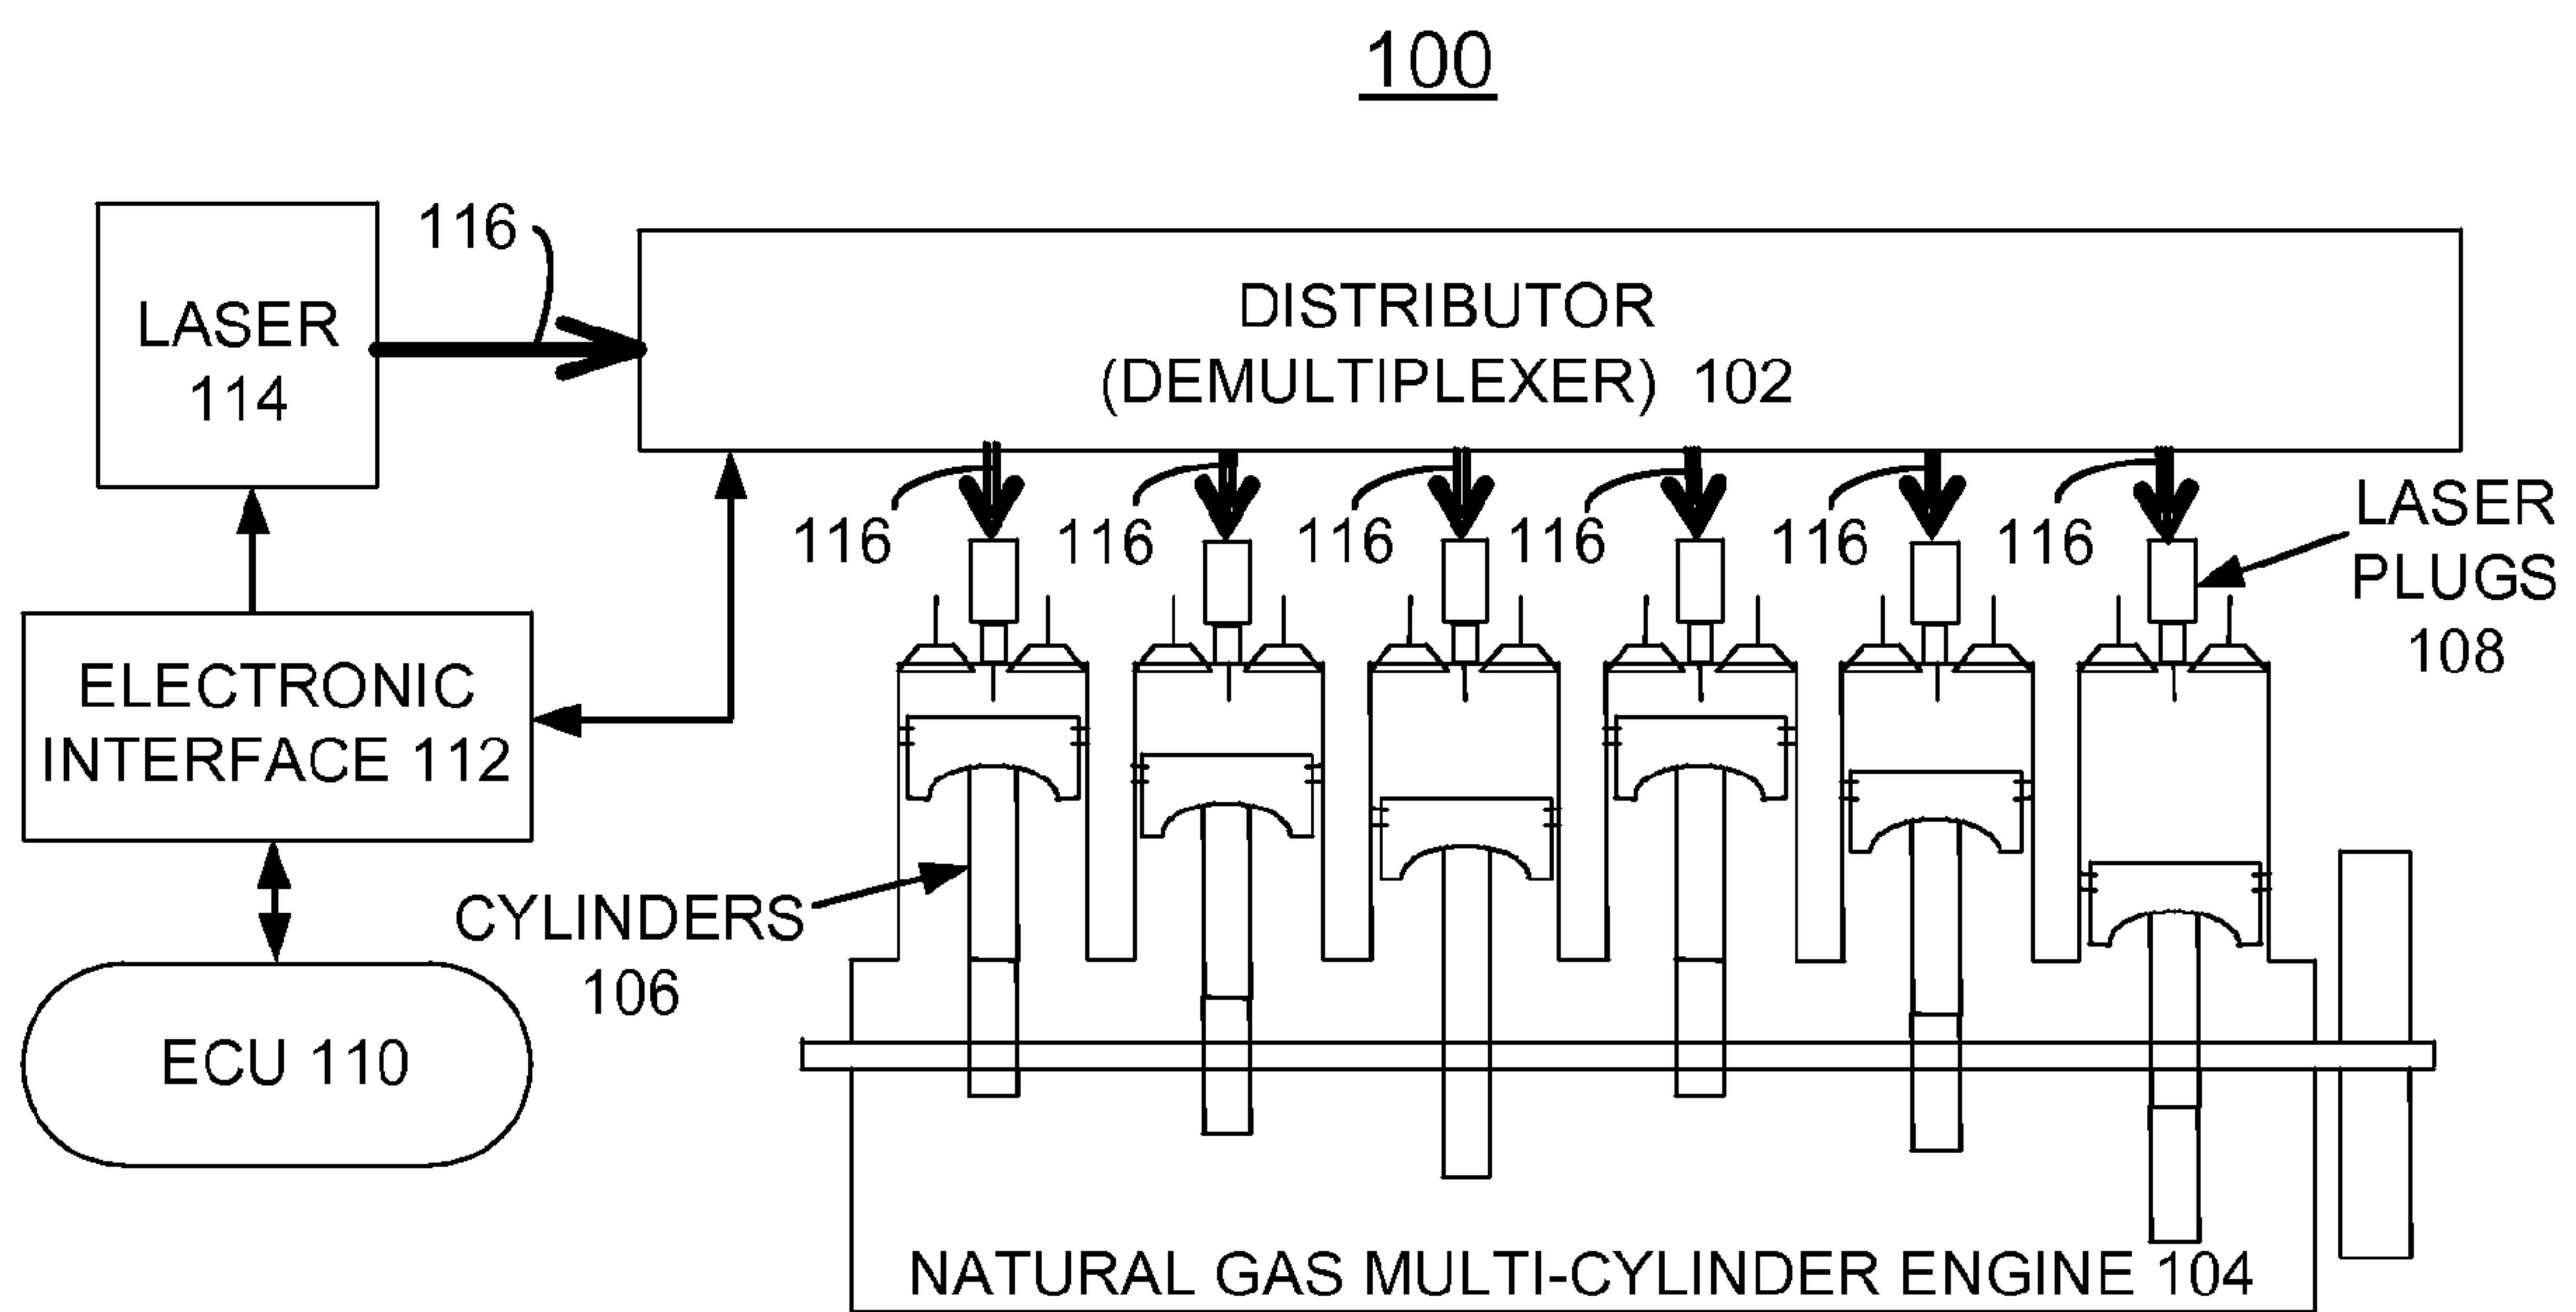 100
116
LASER
114
DISTRIBUTOR
(DEMULTIPLEXER) 102
116
116
116
116
116
116
LASER
PLUGS
108
ELECTRONIC
INTERFACE 112
CYLINDERS
106
ECU 110
NATURAL GAS MULTI-CYLINDER ENGINE 104